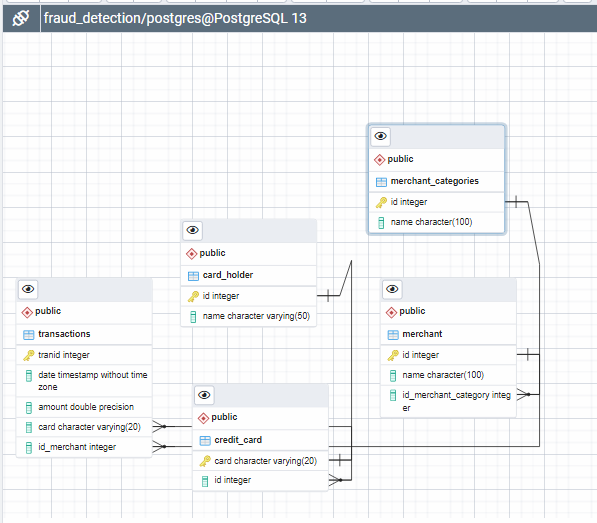 fraud_detection/postgres@PostgreSQL 13
public
merchant_categories
id integer
name character(100)
public
card_holder
id integer
name character varying(50)
public
transactions
tranid integer
date timestamp without time
zone
amount double precision
card character varying(20)
id_merchant integer
public
merchant
id integer
name character(100)
id_merchant_category integ
er
public
credit_card
card character varying(20)
id integer